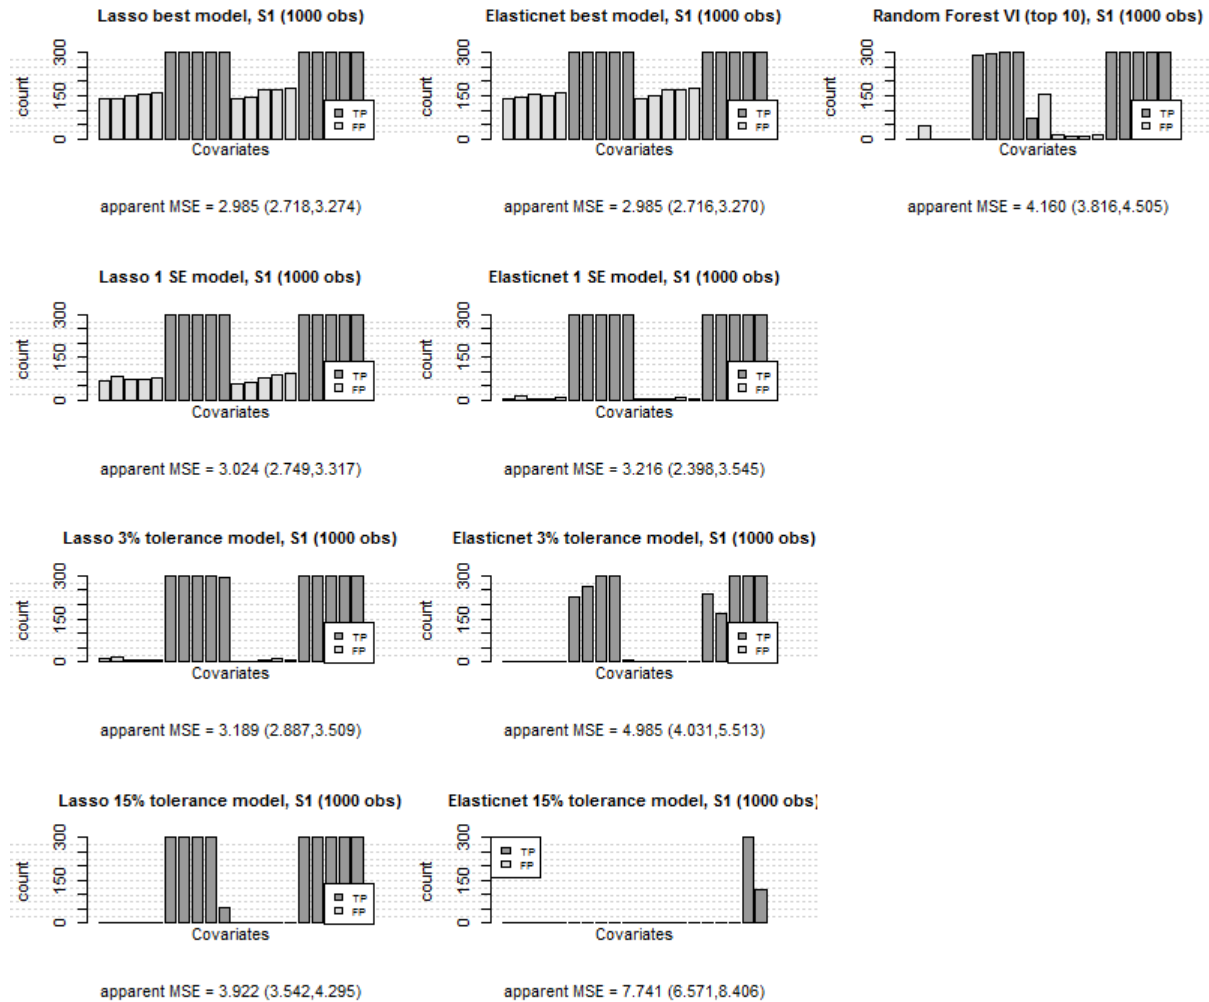 Lasso best model, S1 (1000 obs)
Elasticnet best model, S1 (1000 obs)
Random Forest VI (top 10), S1 (1000 obs)
count
0
150
300
Covariates
TP
FP
count
0
150
300
Covariates
TP
FP
count
0
150
300
Covariates
TP
FP
apparent MSE = 2.985 (2.718,3.274)
apparent MSE = 2.985 (2.716,3.270)
apparent MSE = 4.160 (3.816,4.505)
Lasso 1 SE model, S1 (1000 obs)
Elasticnet 1 SE model, S1 (1000 obs)
count
0
150
300
Covariates
TP
FP
count
0
150
300
Covariates
TP
FP
apparent MSE = 3.024 (2.749,3.317)
apparent MSE = 3.216 (2.398,3.545)
Lasso 3% tolerance model, S1 (1000 obs)
Elasticnet 3% tolerance model, S1 (1000 obs)
count
0
150
300
Covariates
TP
FP
count
0
150
300
Covariates
TP
FP
apparent MSE = 3.189 (2.887,3.509)
apparent MSE = 4.985 (4.031,5.513)
Lasso 15% tolerance model, S1 (1000 obs)
Elasticnet 15% tolerance model, S1 (1000 obs)
count
0
150
300
Covariates
TP
FP
count
0
150
300
Covariates
TP
FP
apparent MSE = 3.922 (3.542,4.295)
apparent MSE = 7.741 (6.571,8.406)